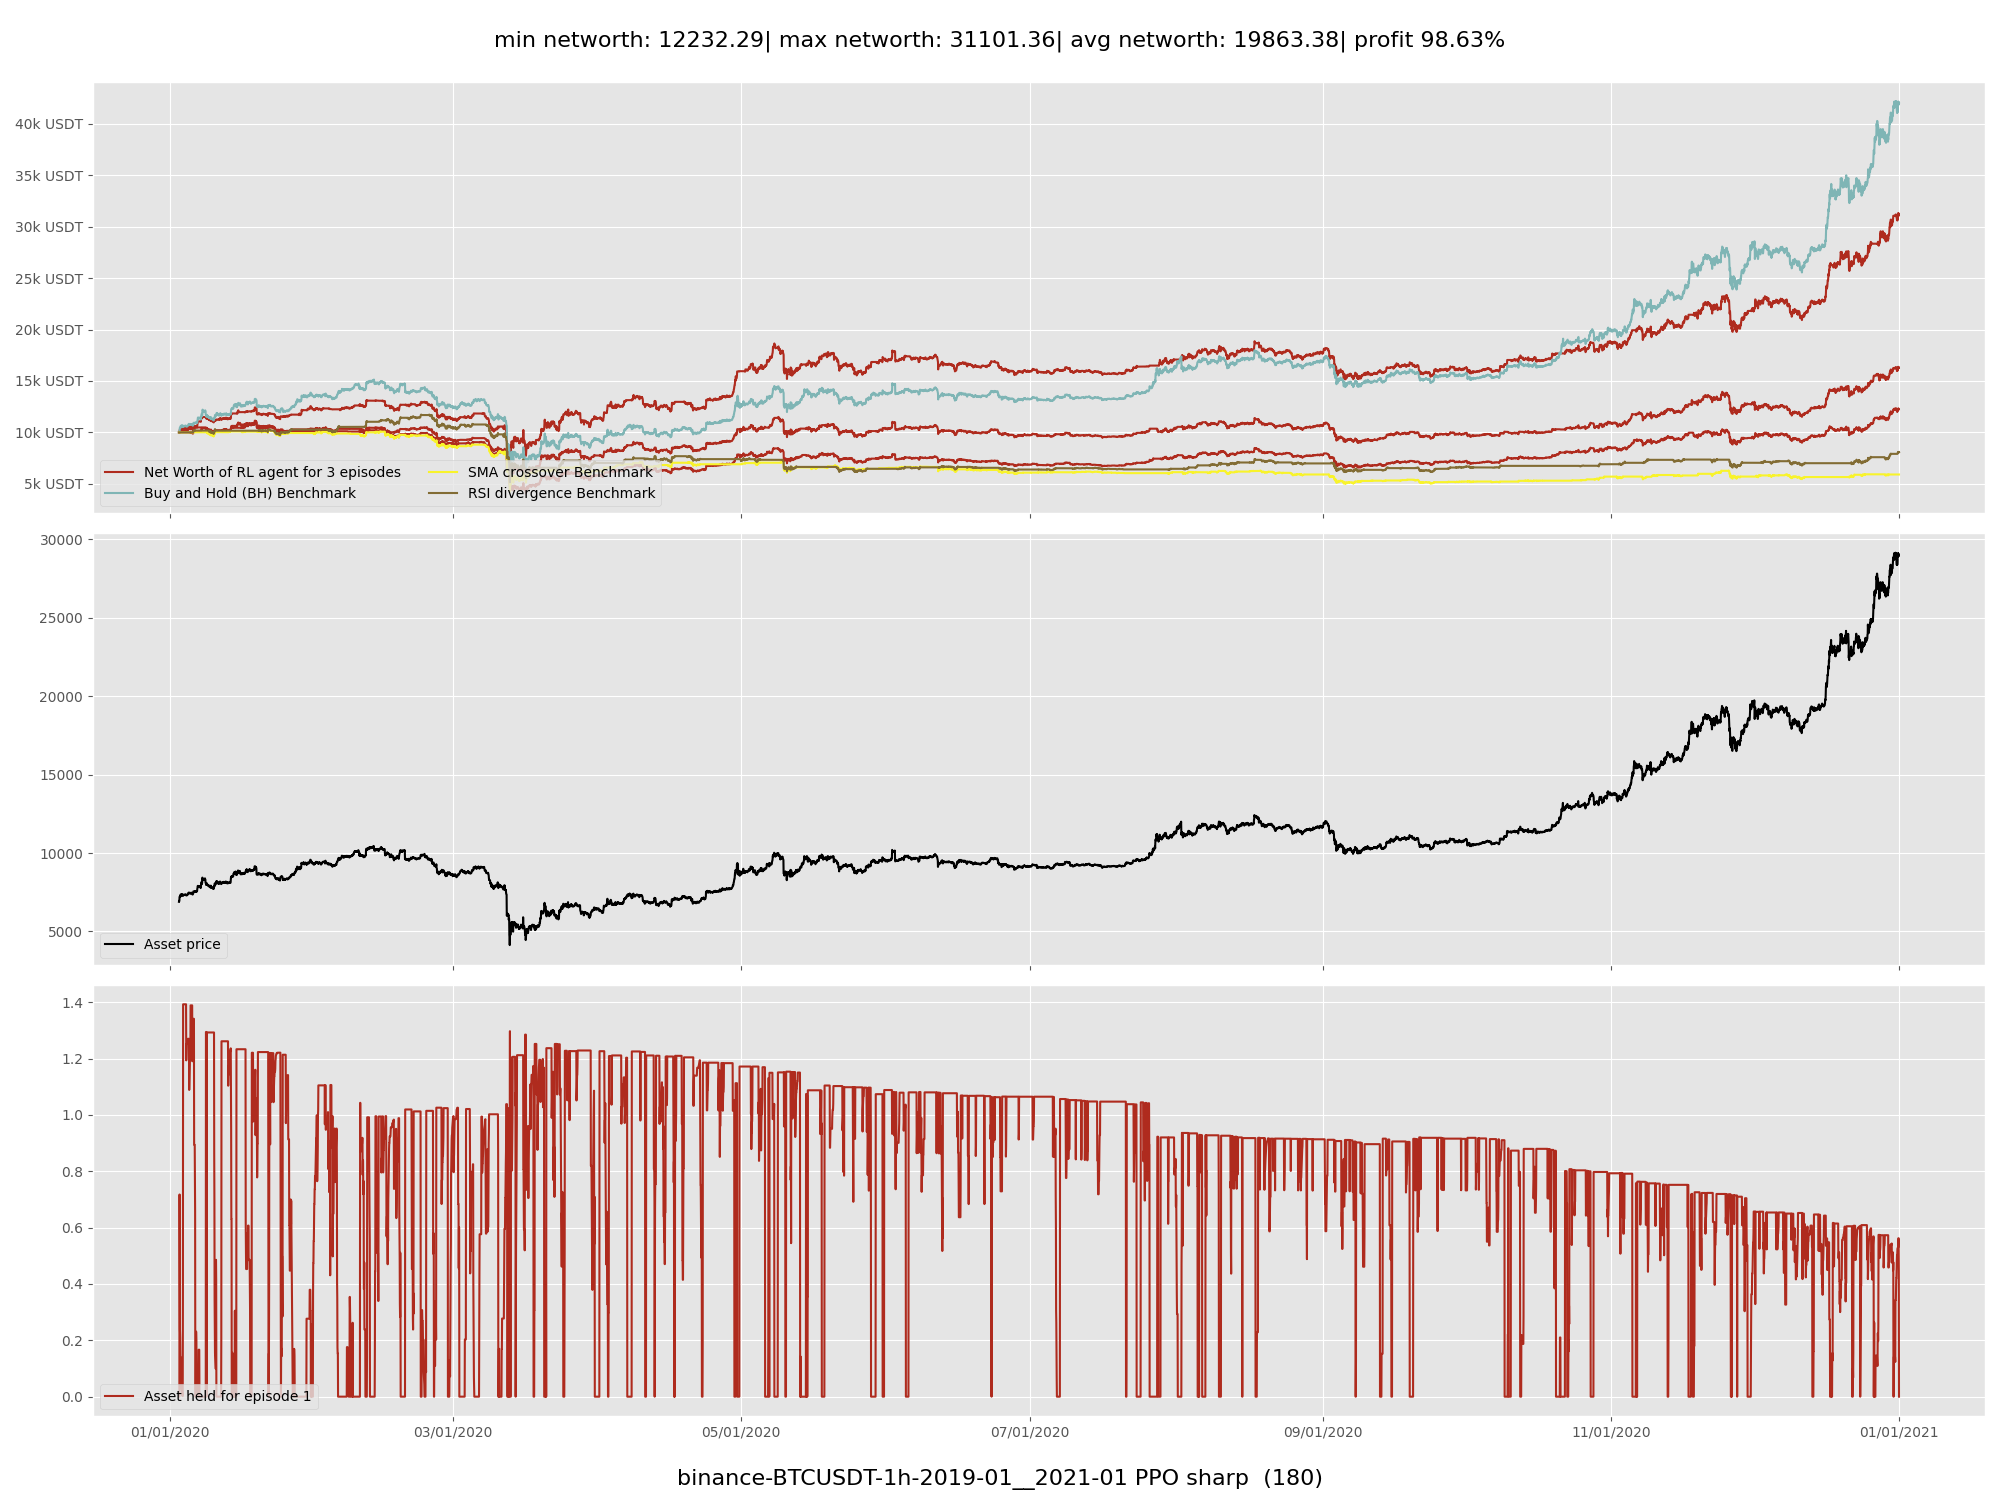 min networth: 12232.29| max networth: 31101.36| avg networth: 19863.38| profit 98.63%
40k USDT
35k USDT
30k USDT
25k USDT
20k USDT
15k USDT
10k USDT
5k USDT
Net Worth of RL agent for 3 episodes
Buy and Hold (BH) Benchmark
SMA crossover Benchmark
RSI divergence Benchmark
30000
25000
20000
15000
10000
5000
Asset price
1.4
1.2
1.0
0.8
0.6
0.4
0.2
0.0
Asset held for episode 1
01/01/2020 03/01/2020 05/01/2020 07/01/2020 09/01/2020 11/01/2020 01/01/2021
binance-BTCUSDT-1h-2019-01__2021-01 PPO sharp (180)